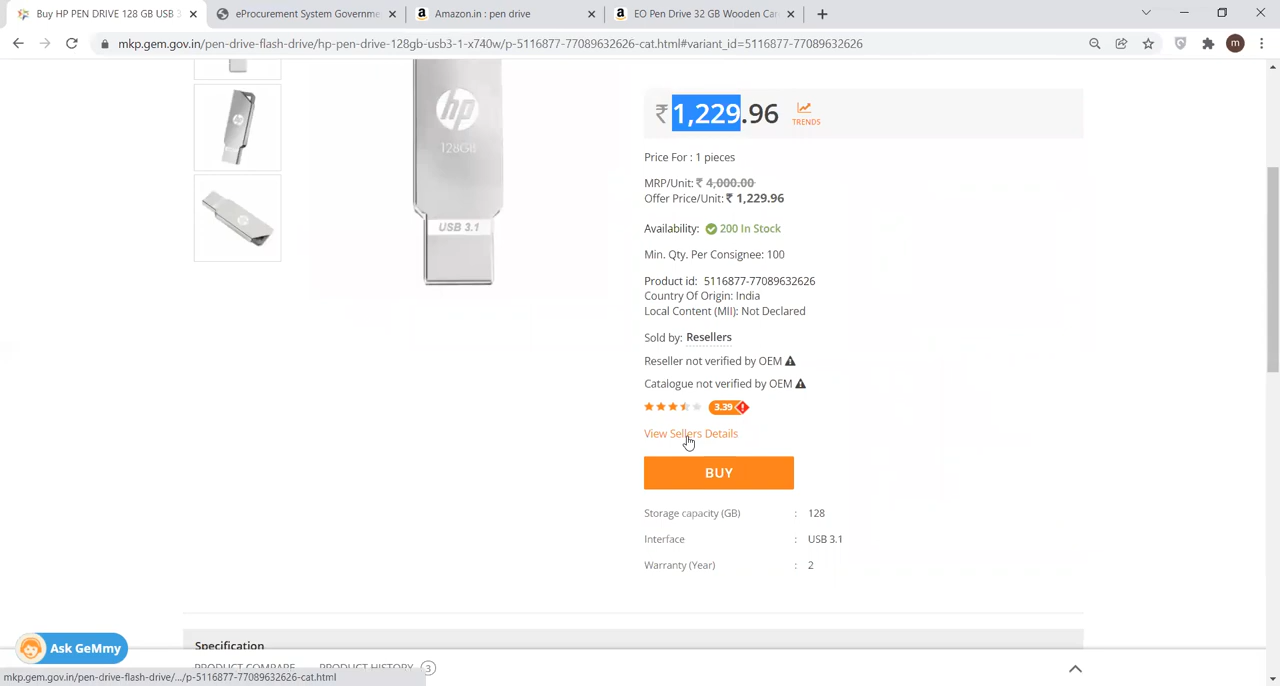 Buy HP PEN DRIVE 128 GB USB 3
eProcurement System Governme
Amazon.in : pen drive
EO Pen Drive 32 GB Wooden Car
mkp.gem.gov.in/pen-drive-flash-drive/hp-pen-drive-128gb-usb3-1-x740w/p-5116877-77089632626-cat.html#variant_id=5116877-77089632626
m
hp
128GB
USB 3.1
₹ 1,229.96
TRENDS
Price For : 1 pieces
MRP/Unit: ₹ 4,000.00
Offer Price/Unit: ₹ 1,229.96
Availability: 200 In Stock
Min. Qty. Per Consignee: 100
Product id: 5116877-77089632626
Country Of Origin: India
Local Content (MII): Not Declared
Sold by: Resellers
Reseller not verified by OEM
Catalogue not verified by OEM
3.39
View Sellers Details
BUY
Storage capacity (GB) : 128
Interface : USB 3.1
Warranty (Year) : 2
Specification
Ask GeMmy
PRODUCT COMPARE PRODUCT HISTORY 3
mkp.gem.gov.in/pen-drive-flash-drive/.../p-5116877-77089632626-cat.html